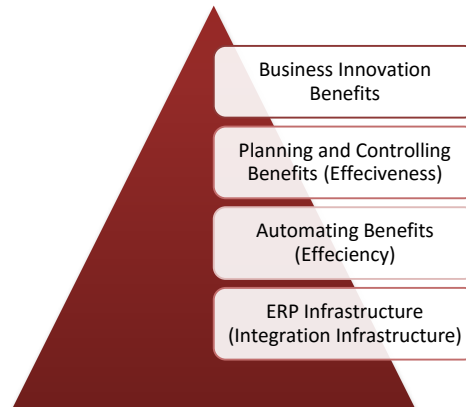 Business Innovation
Benefits
Planning and Controlling
Benefits (Effeciveness)
Automating Benefits
(Effeciency)
ERP Infrastructure
(Integration Infrastructure)